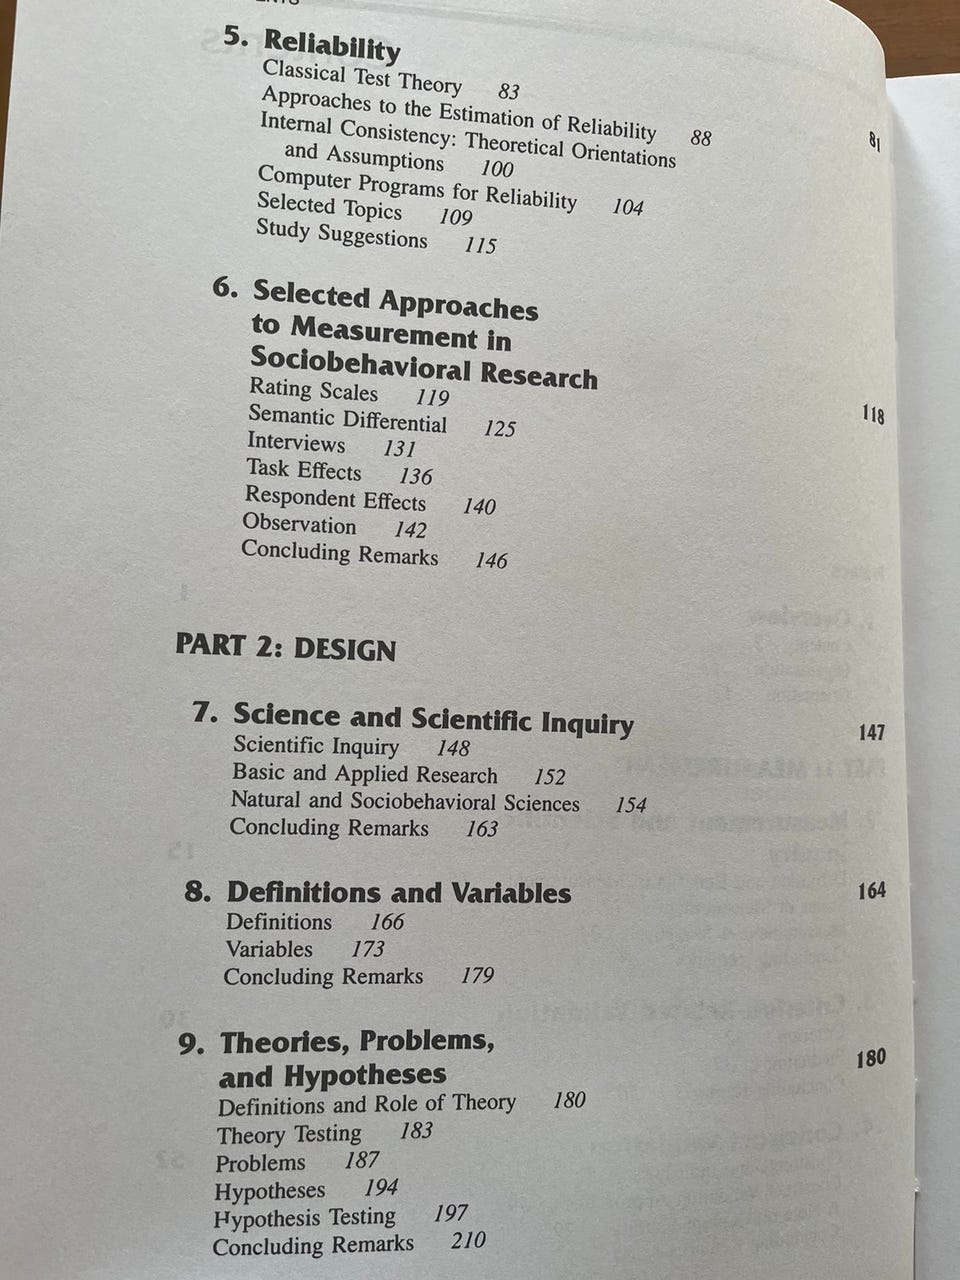 5. Reliability 81
Classical Test Theory 83
Approaches to the Estimation of Reliability 88
Internal Consistency: Theoretical Orientations
and Assumptions 100
Computer Programs for Reliability 104
Selected Topics 109
Study Suggestions 115
6. Selected Approaches
to Measurement in
Sociobehavioral Research 118
Rating Scales 119
Semantic Differential 125
Interviews 131
Task Effects 136
Respondent Effects 140
Observation 142
Concluding Remarks 146
PART 2: DESIGN
7. Science and Scientific Inquiry 147
Scientific Inquiry 148
Basic and Applied Research 152
Natural and Sociobehavioral Sciences 154
Concluding Remarks 163
8. Definitions and Variables 164
Definitions 166
Variables 173
Concluding Remarks 179
9. Theories, Problems,
and Hypotheses 180
Definitions and Role of Theory 180
Theory Testing 183
Problems 187
Hypotheses 194
Hypothesis Testing 197
Concluding Remarks 210